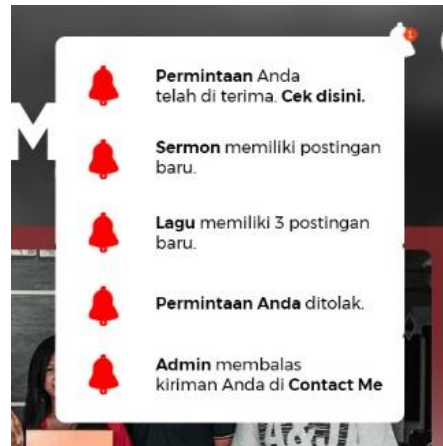 1
M
Permintaan Anda
telah di terima. Cek disini.
Sermon memiliki postingan
baru.
Lagu memiliki 3 postingan
baru.
Permintaan Anda ditolak.
Admin membalas
kiriman Anda di Contact Me
A&J